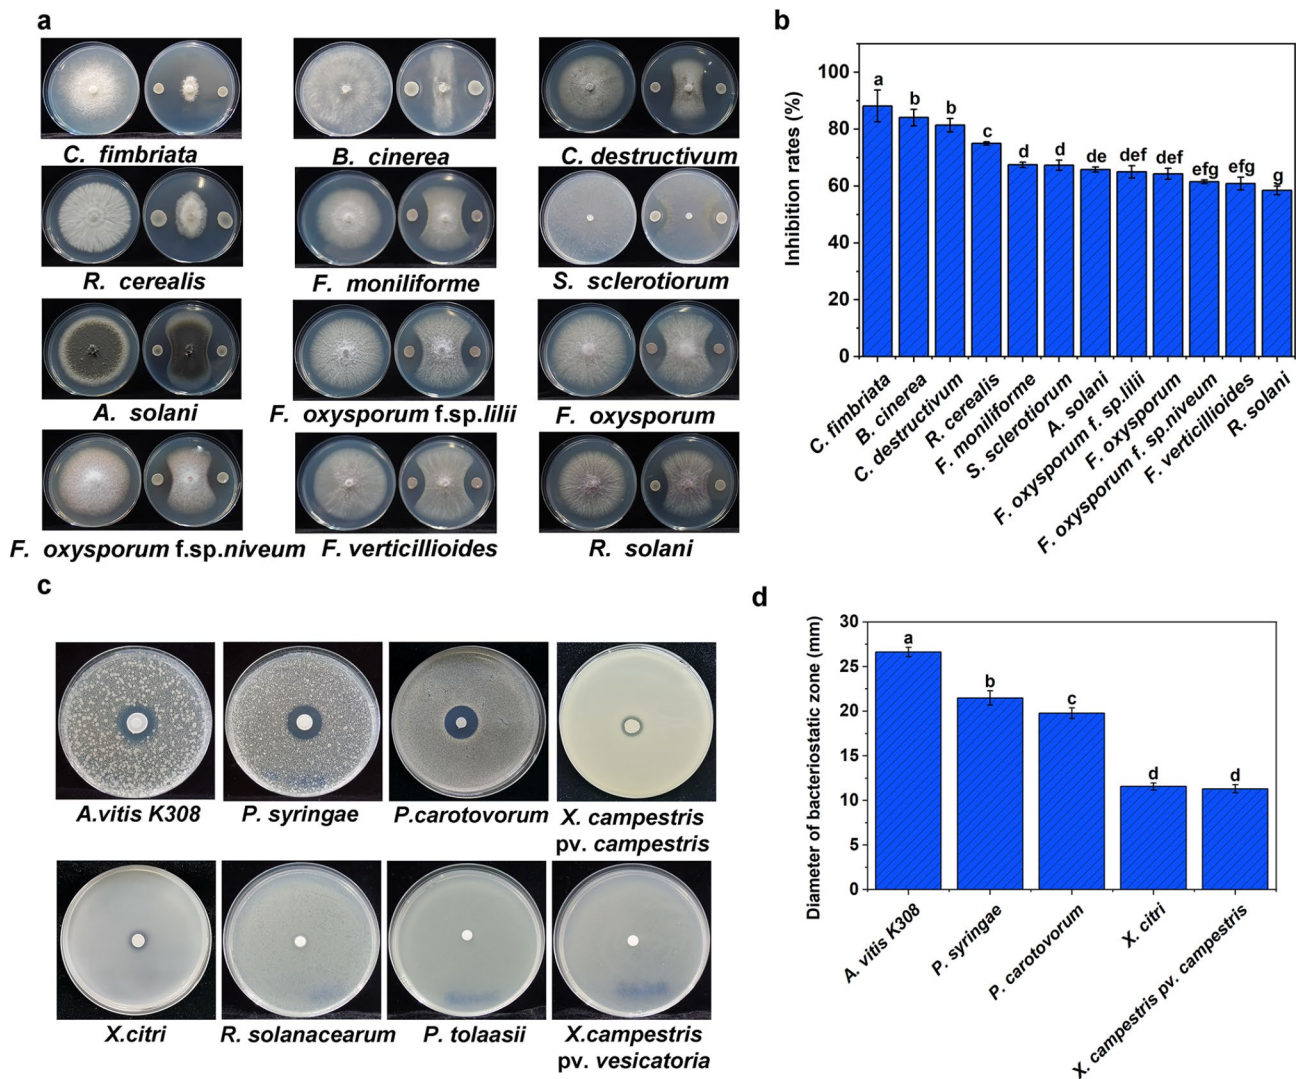 a
C. fimbriata
B. cinerea
C. destructivum
R. cerealis
F. moniliforme
S. sclerotiorum
A. solani
F. oxysporum f.sp.lilii
F. oxysporum
F. oxysporum f.sp.niveum
F. verticillioides
R. solani
b
Inhibition rates (%)
100
80
60
40
20
0
a
b
b
c
d
d
de
def
def
efg
efg
g
C. fimbriata
B. cinerea
C. destructivum
R. cerealis
F. moniliforme
S. sclerotiorum
A. solani
F. oxysporum f. sp.lilii
F. oxysporum
F. oxysporum f. sp.niveum
F. verticillioides
R. solani
c
A.vitis K308
P. syringae
P.carotovorum
X. campestris
pv. campestris
X.citri
R. solanacearum
P. tolaasii
X.campestris
pv. vesicatoria
d
Diameter of bacteriostatic zone (mm)
30
25
20
15
10
5
0
a
b
c
d
d
A. vitis K308
P. syringae
P. carotovorum
X. citri
X. campestris pv. campestris